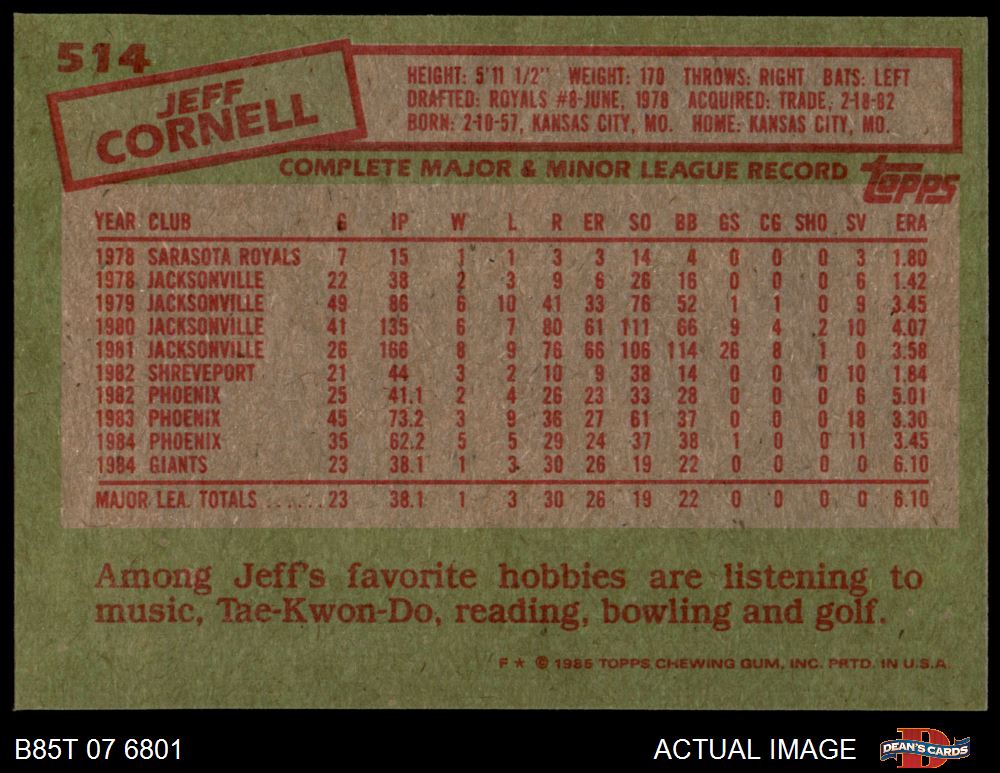 514
JEFF
CORNELL
HEIGHT: 5'11 1/2" WEIGHT: 170 THROWS: RIGHT BATS: LEFT
DRAFTED: ROYALS #8-JUNE, 1978 ACQUIRED: TRADE, 2-18-82
BORN: 2-10-57, KANSAS CITY, MO. HOME: KANSAS CITY, MO.
COMPLETE MAJOR & MINOR LEAGUE RECORD
topps
YEAR CLUB G IP W L R ER SO BB GS CG SHO SV ERA
1978 SARASOTA ROYALS 7 15 1 1 3 3 14 4 0 0 0 3 1.80
1978 JACKSONVILLE 22 38 2 3 9 6 26 16 0 0 0 6 1.42
1979 JACKSONVILLE 49 86 6 10 41 33 76 52 1 1 0 9 3.45
1980 JACKSONVILLE 41 135 6 7 80 61 111 66 9 4 2 10 4.07
1981 JACKSONVILLE 26 166 8 9 76 66 106 114 26 8 1 0 3.58
1982 SHREVEPORT 21 44 3 2 10 9 38 14 0 0 0 10 1.84
1982 PHOENIX 25 41.1 2 4 26 23 33 28 0 0 0 6 5.01
1983 PHOENIX 45 73.2 3 9 36 27 61 37 0 0 0 18 3.30
1984 PHOENIX 35 62.2 5 5 29 24 37 38 1 0 0 11 3.45
1984 GIANTS 23 38.1 1 3 30 26 19 22 0 0 0 0 6.10
MAJOR LEA. TOTALS ...... 23 38.1 1 3 30 26 19 22 0 0 0 0 6.10
Among Jeff's favorite hobbies are listening to
music, Tae-Kwon-Do, reading, bowling and golf.
F ★ © 1985 TOPPS CHEWING GUM, INC. PRTD. IN U.S.A.
B85T 07 6801
ACTUAL IMAGE
DEAN'S CARDS